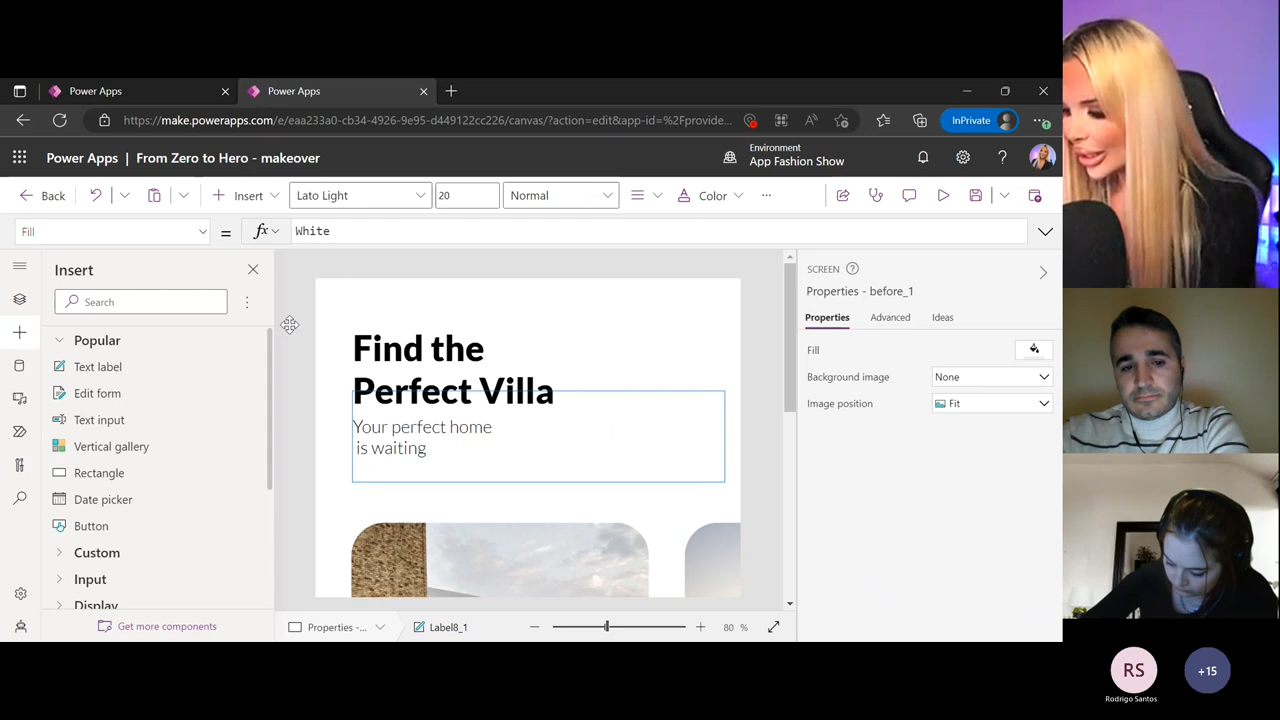 Power Apps
Power Apps
https://make.powerapps.com/e/eaa233a0-cb34-4926-9e95-d449122cc226/canvas/?action=edit&app-id=%2Fprovide...
InPrivate
Power Apps | From Zero to Hero - makeover
Environment
App Fashion Show
Back
Insert
Lato Light
20
Normal
Color
Fill
=
fx
White
Insert
Search
Popular
Text label
Edit form
Text input
Vertical gallery
Rectangle
Date picker
Button
Custom
Input
Display
Get more components
Find the
Perfect Villa
Your perfect home
is waiting
Properties -...
Label8_1
80 %
SCREEN
Properties - before_1
Properties
Advanced
Ideas
Fill
Background image
None
Image position
Fit
RS
Rodrigo Santos
+15